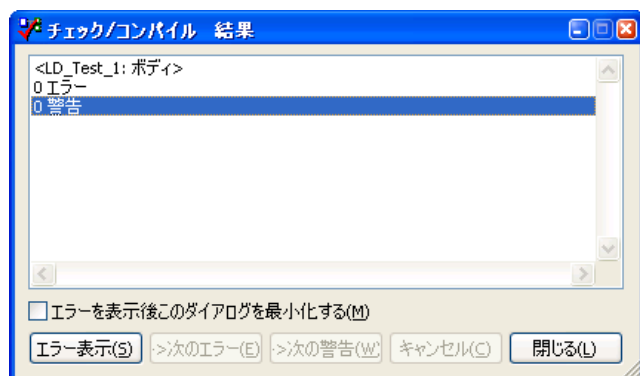 チェック/コンパイル 結果
<LD_Test_1: ボディ>
0 エラー
0 警告
エラーを表示後このダイアログを最小化する(M)
エラー表示(S) ->次のエラー(E) ->次の警告(W) キャンセル(C) 閉じる(L)